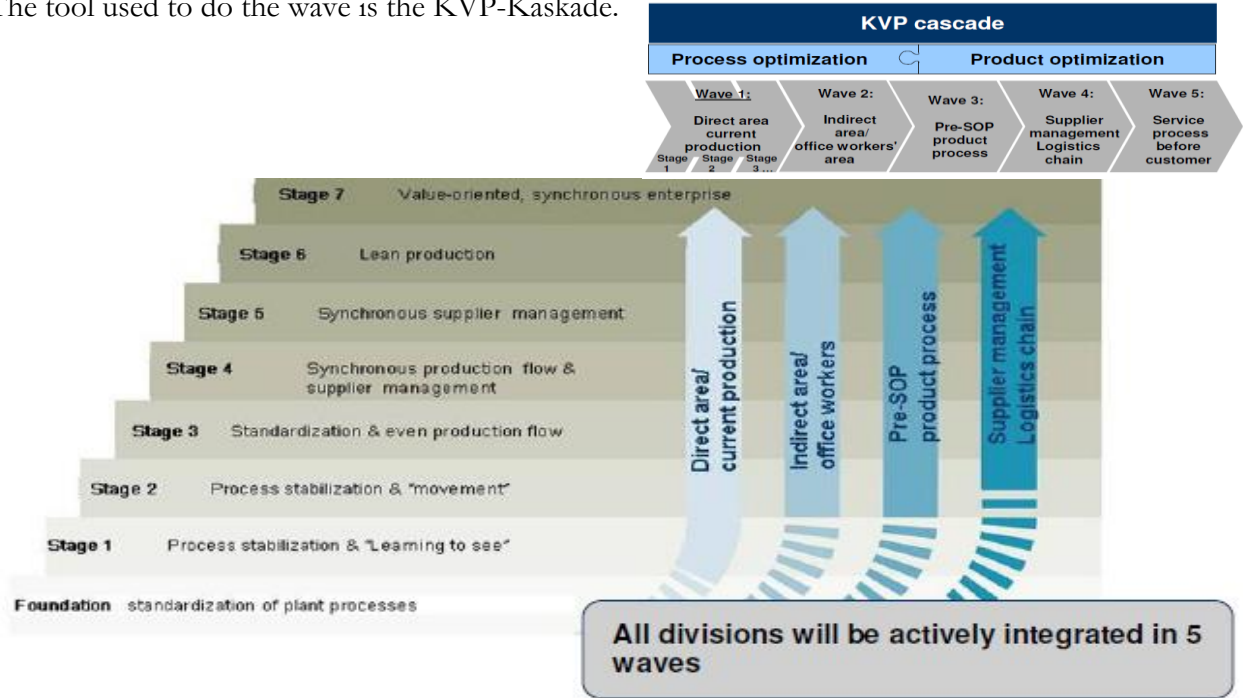 The tool used to do the wave is the KVP-Kaskade.
KVP cascade
Process optimization
Product optimization
Wave 1:
Direct area
current
production
Stage
1
Stage
2
Stage
3 ...
Wave 2:
Indirect
area/
office workers'
area
Wave 3:
Pre-SOP
product
process
Wave 4:
Supplier
management
Logistics
chain
Wave 5:
Service
process
before
customer
Stage 7 Value-oriented, synchronous enterprise
Stage 6 Lean production
Stage 5 Synchronous supplier management
Stage 4 Synchronous production flow &
supplier management
Stage 3 Standardization & even production flow
Stage 2 Process stabilization & "movement"
Stage 1 Process stabilization & "Learning to see"
Foundation standardization of plant processes
Direct area/
current production
Indirect area/
office workers
Pre-SOP
product process
Supplier management
Logistics chain
All divisions will be actively integrated in 5
waves